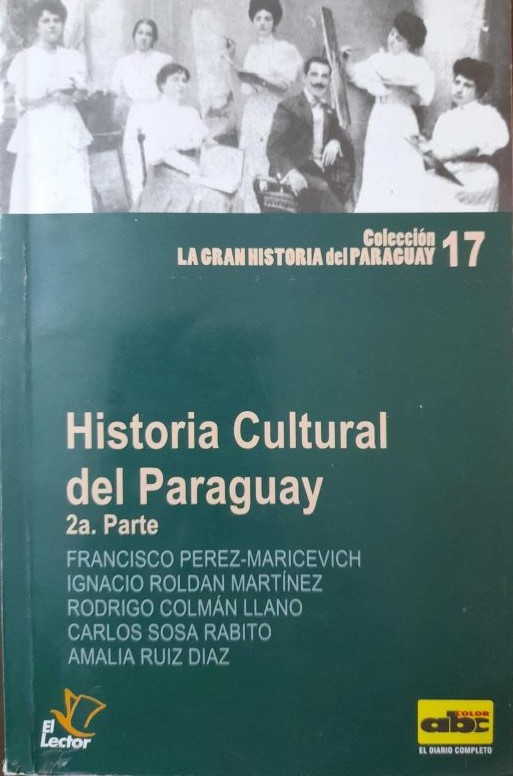 Colección
LA GRAN HISTORIA del PARAGUAY 17
Historia Cultural
del Paraguay
2a. Parte
FRANCISCO PEREZ-MARICEVICH
IGNACIO ROLDAN MARTÍNEZ
RODRIGO COLMÁN LLANO
CARLOS SOSA RABITO
AMALIA RUIZ DIAZ
El
Lector
abc
COLOR
EL DIARIO COMPLETO